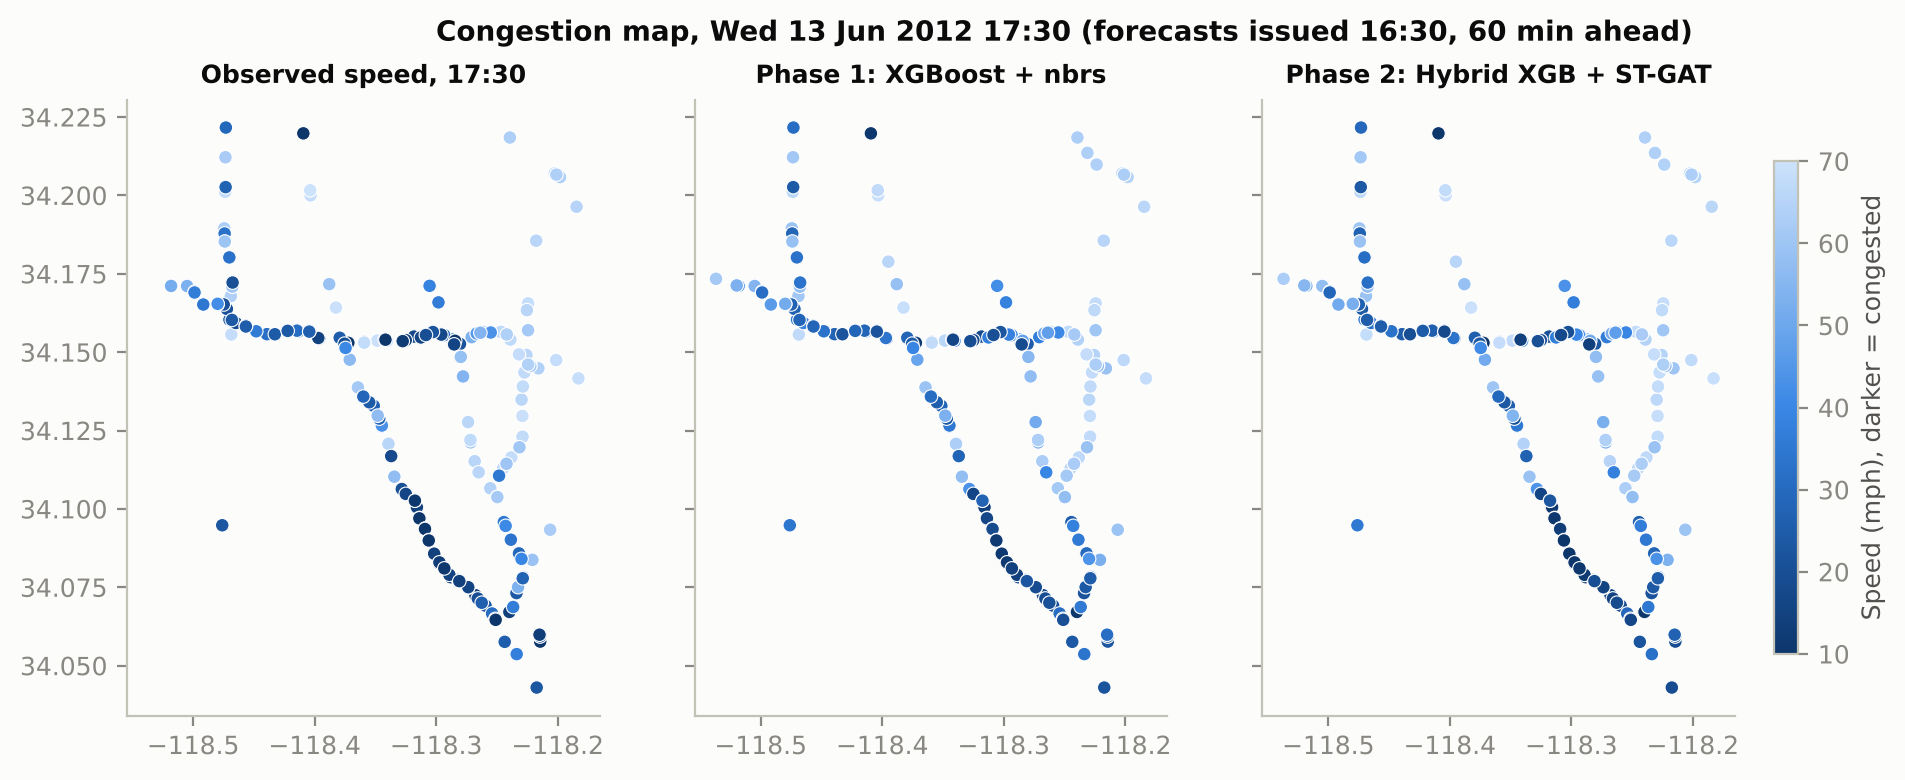 Congestion map, Wed 13 Jun 2012 17:30 (forecasts issued 16:30, 60 min ahead)
Observed speed, 17:30
Phase 1: XGBoost + nbrs
Phase 2: Hybrid XGB + ST-GAT
34.225
34.200
34.175
34.150
34.125
34.100
34.075
34.050
−118.5 −118.4 −118.3 −118.2
−118.5 −118.4 −118.3 −118.2
−118.5 −118.4 −118.3 −118.2
70
60
50
40
30
20
10
Speed (mph), darker = congested